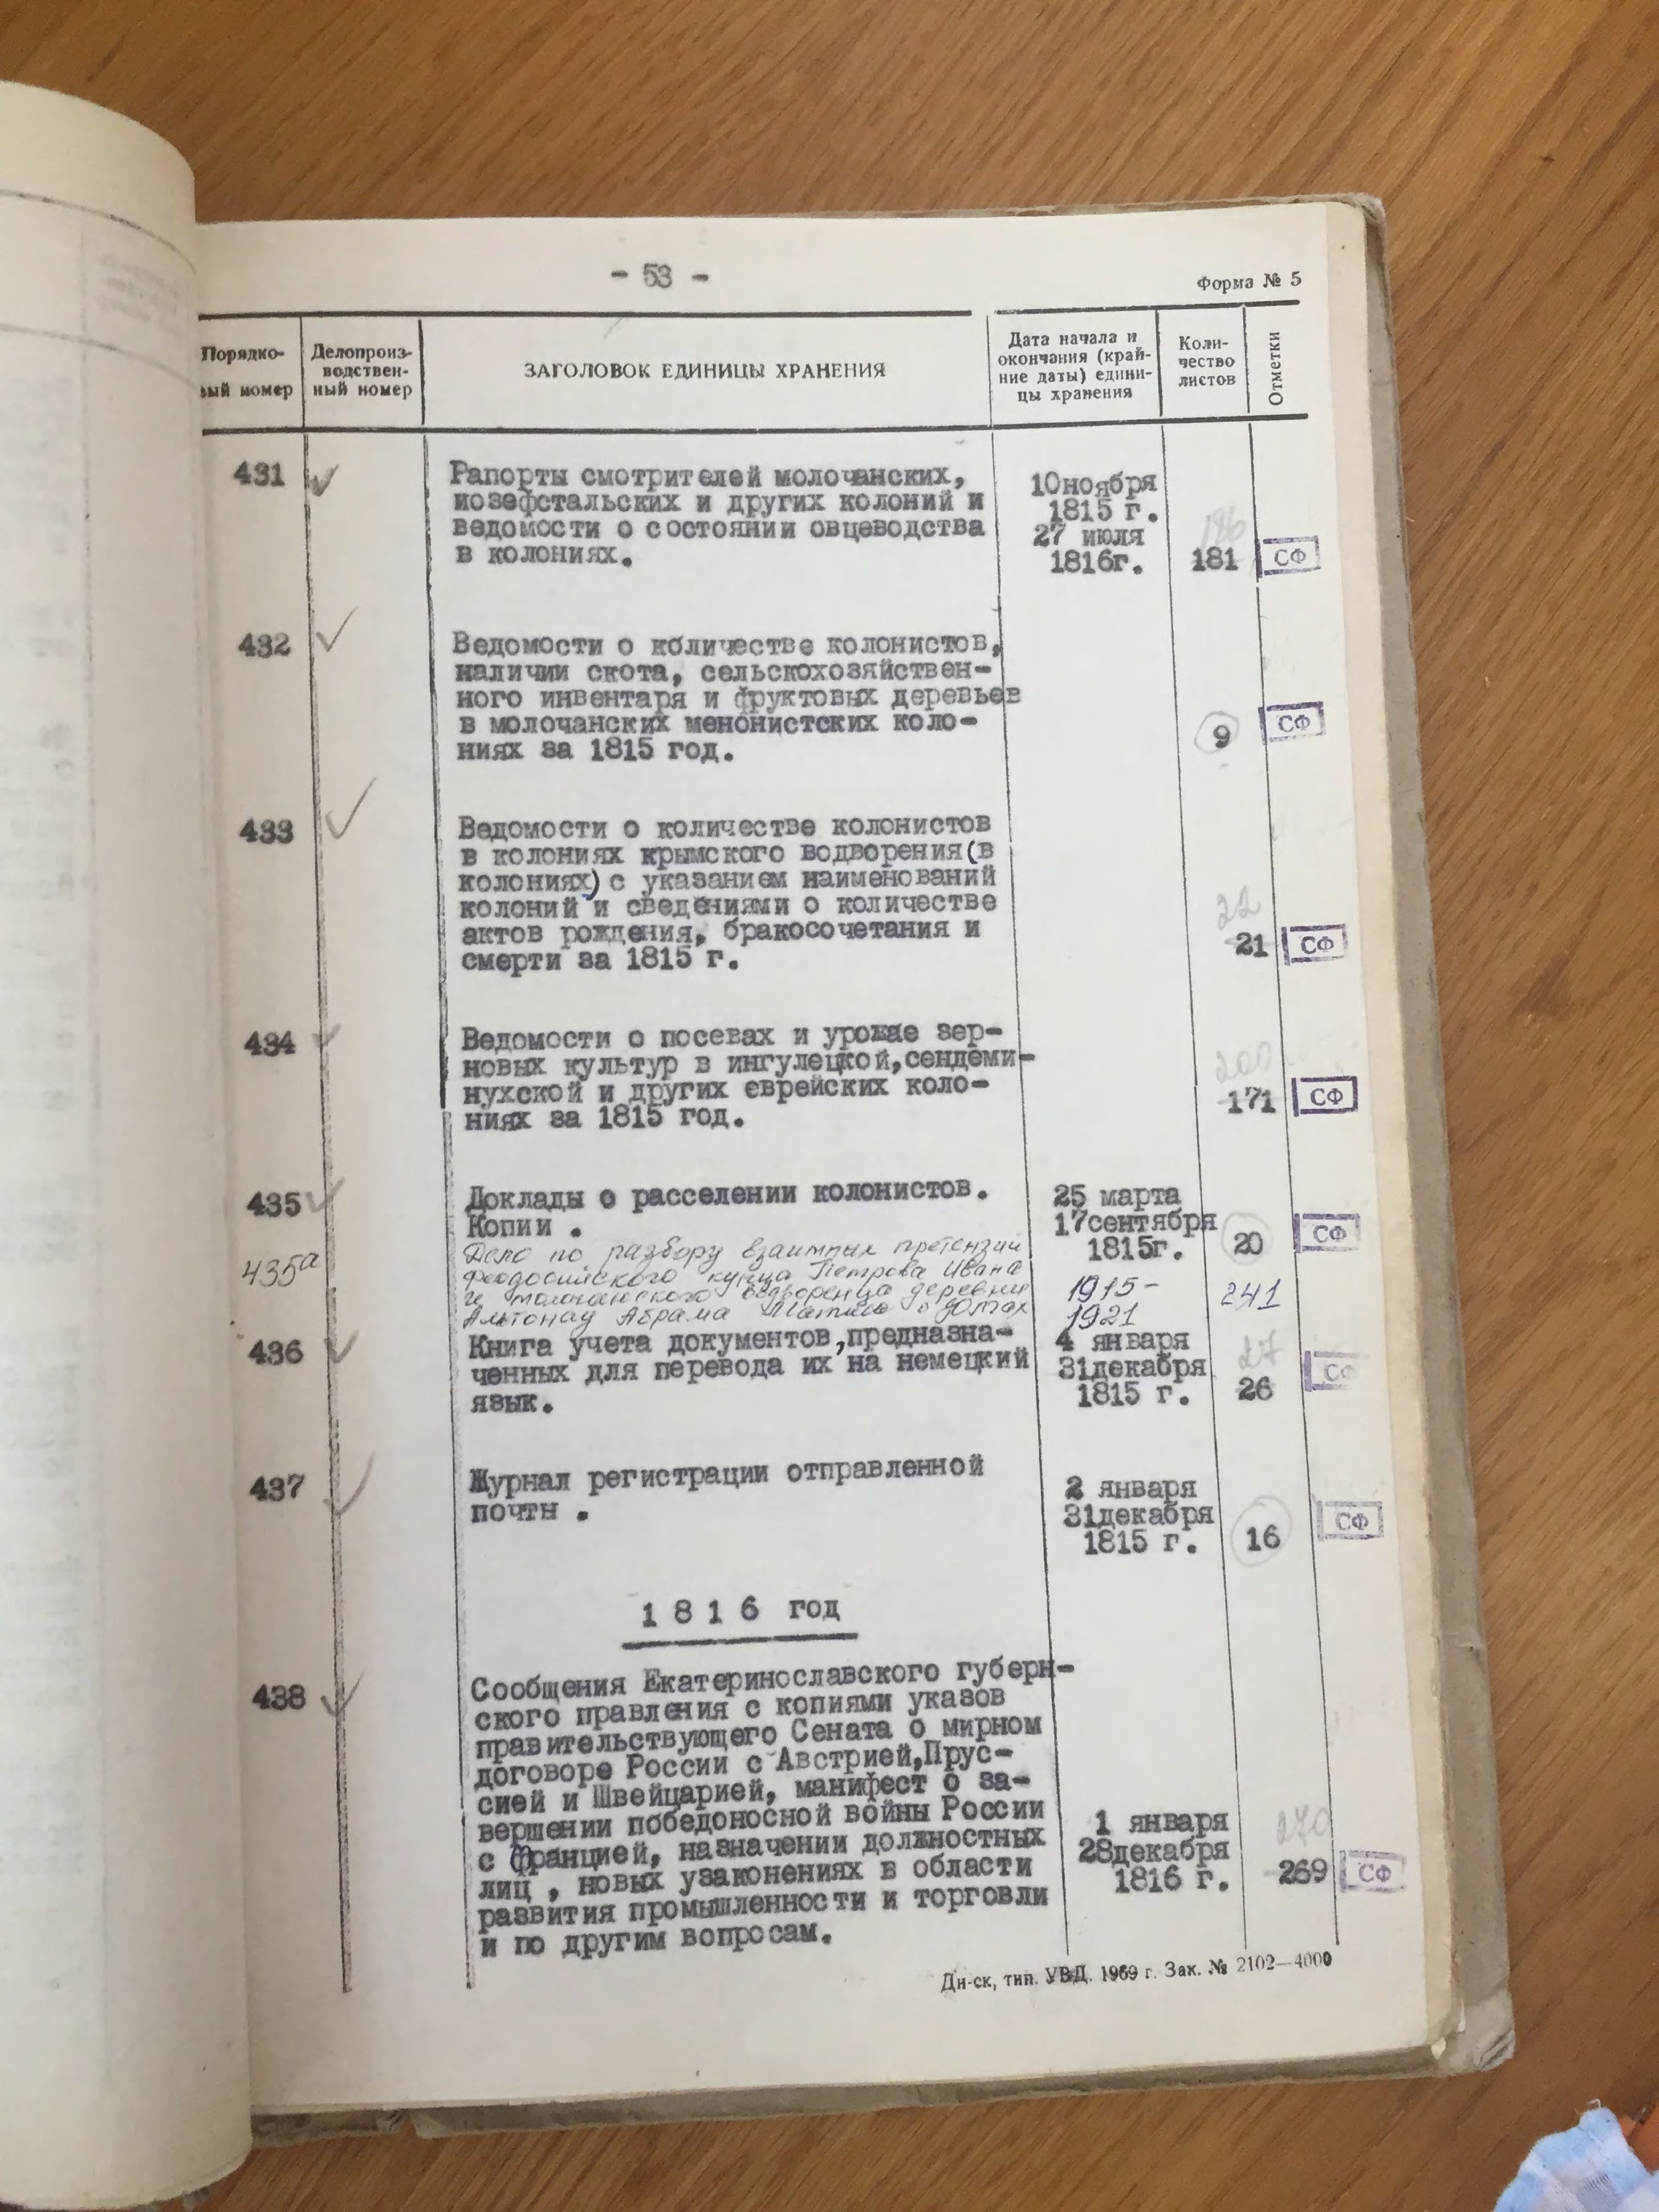 - 53 -
Форма № 5
Порядко-
вый номер
Делопроиз-
водствен-
ный номер
ЗАГОЛОВОК ЕДИНИЦЫ ХРАНЕНИЯ
Дата начала и
окончания (край-
ние даты) едини-
цы хранения
Коли-
чество
листов
Отметки
431
Рапорты смотрителей молочанских,
иозефстальских и других колоний и
ведомости о состоянии овцеводства
в колониях.
10ноября
1815 г.
27 июля
1816г.
186
181
СФ
432
Ведомости о количестве колонистов,
наличии скота, сельскохозяйствен-
ного инвентаря и фруктовых деревьев
в молочанских менонистских коло-
ниях за 1815 год.
9
СФ
433
Ведомости о количестве колонистов
в колониях крымского водворения(в
колониях) с указанием наименований
колоний и сведениями о количестве
актов рождения, бракосочетания и
смерти за 1815 г.
22
21
СФ
434
Ведомости о посевах и урожае зер-
новых культур в ингулецкой,сендеми-
нухской и других еврейских коло-
ниях за 1815 год.
200
171
СФ
435
Доклады о расселении колонистов.
Копии .
25 марта
17сентября
1815г.
20
СФ
435а
Дело по разбору взаимных претензий
феодосийского купца Петрова Ивана
и молочанского водворенца деревни
Альтонау Абрама о долгах
1915-
1921
241
436
Книга учета документов,предназна-
ченных для перевода их на немецкий
язык.
4 января
31декабря
1815 г.
27
26
СФ
437
Журнал регистрации отправленной
почты .
2 января
31декабря
1815 г.
16
СФ
1 8 1 6 год
438
Сообщения Екатеринославского губерн-
ского правления с копиями указов
правительствующего Сената о мирном
договоре России с Австрией,Прус-
сией и Швейцарией, манифест о за-
вершении победоносной войны России
с Францией, назначении должностных
лиц , новых узаконениях в области
развития промышленности и торговли
и по другим вопросам.
1 января
28декабря
1816 г.
270
269
СФ
Дн-ск, тип. УВД. 1969 г. Зак. № 2102—4000